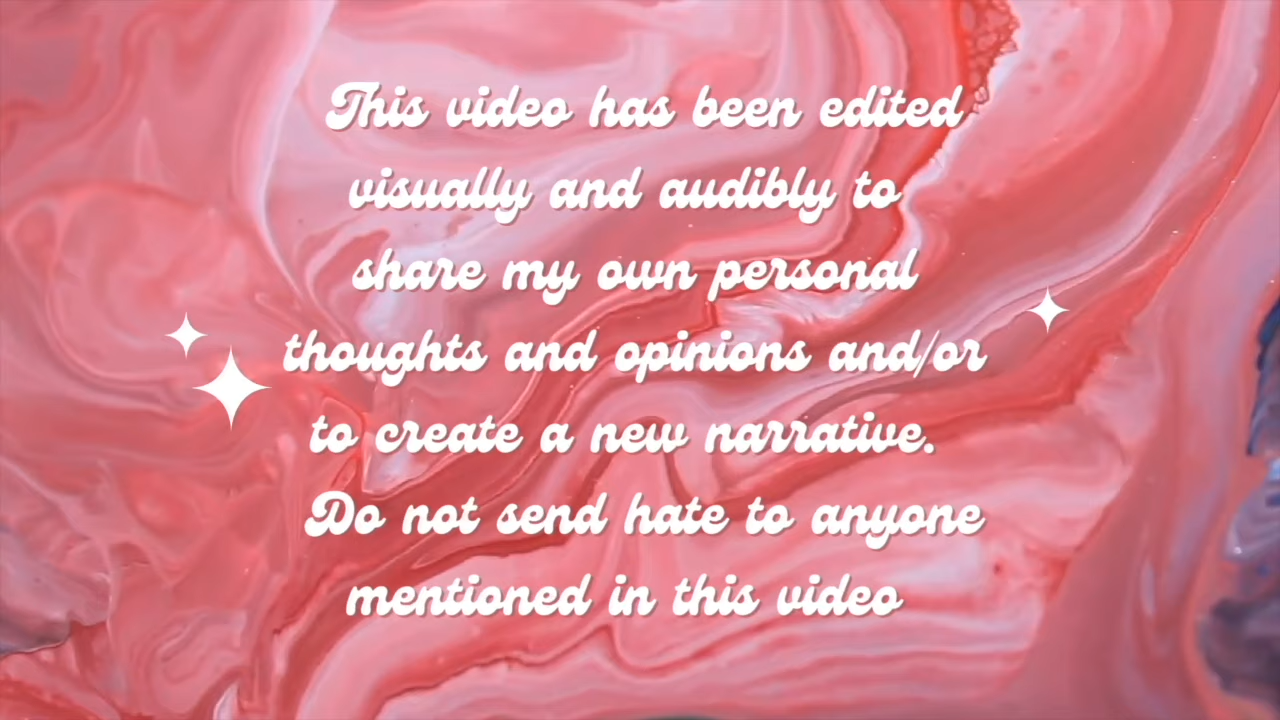 This video has been edited
visually and audibly to
share my own personal
thoughts and opinions and/or
to create a new narrative.
Do not send hate to anyone
mentioned in this video